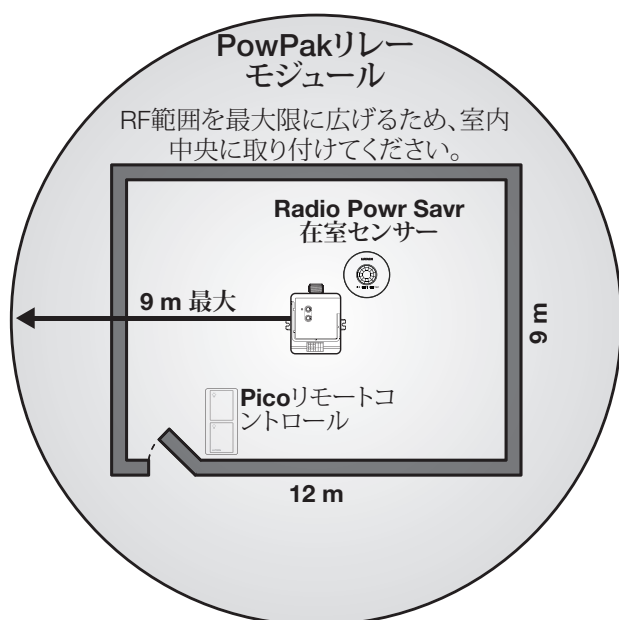 PowPakリレー
モジュール
RF範囲を最大限に広げるため、室内
中央に取り付けてください。
Radio Powr Savr
在室センサー
9 m 最大
9 m
Picoリモートコ
ントロール
12 m